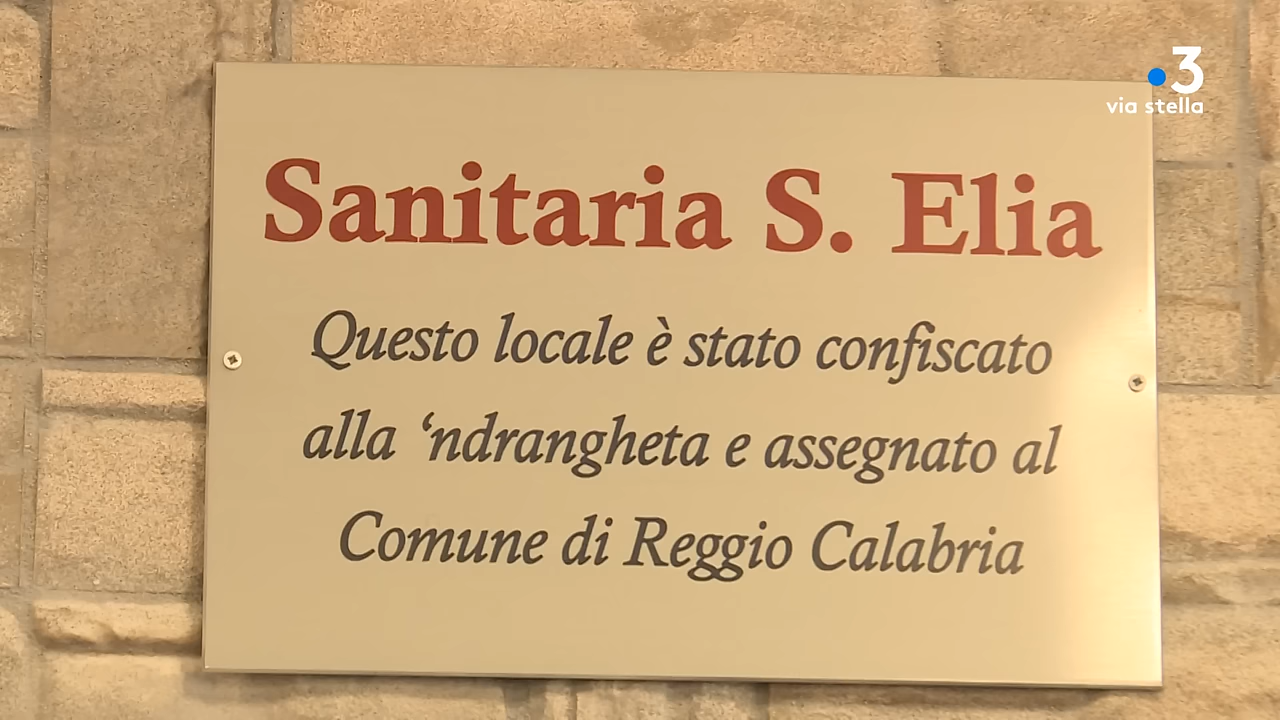 3
via stella
Sanitaria S. Elia
Questo locale è stato confiscato
alla ‘ndrangheta e assegnato al
Comune di Reggio Calabria